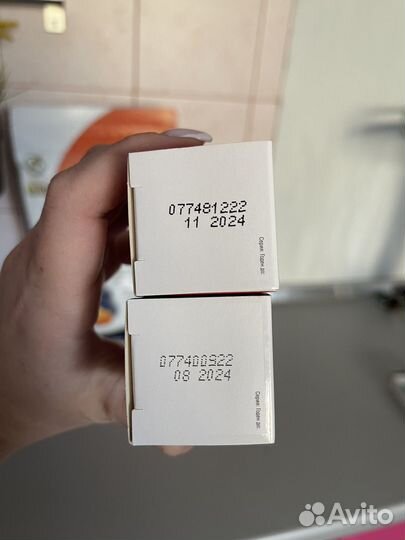 077481222
11 2024
Серия: Годен до:
077400922
08 2024
Серия: Годен до:
Avito